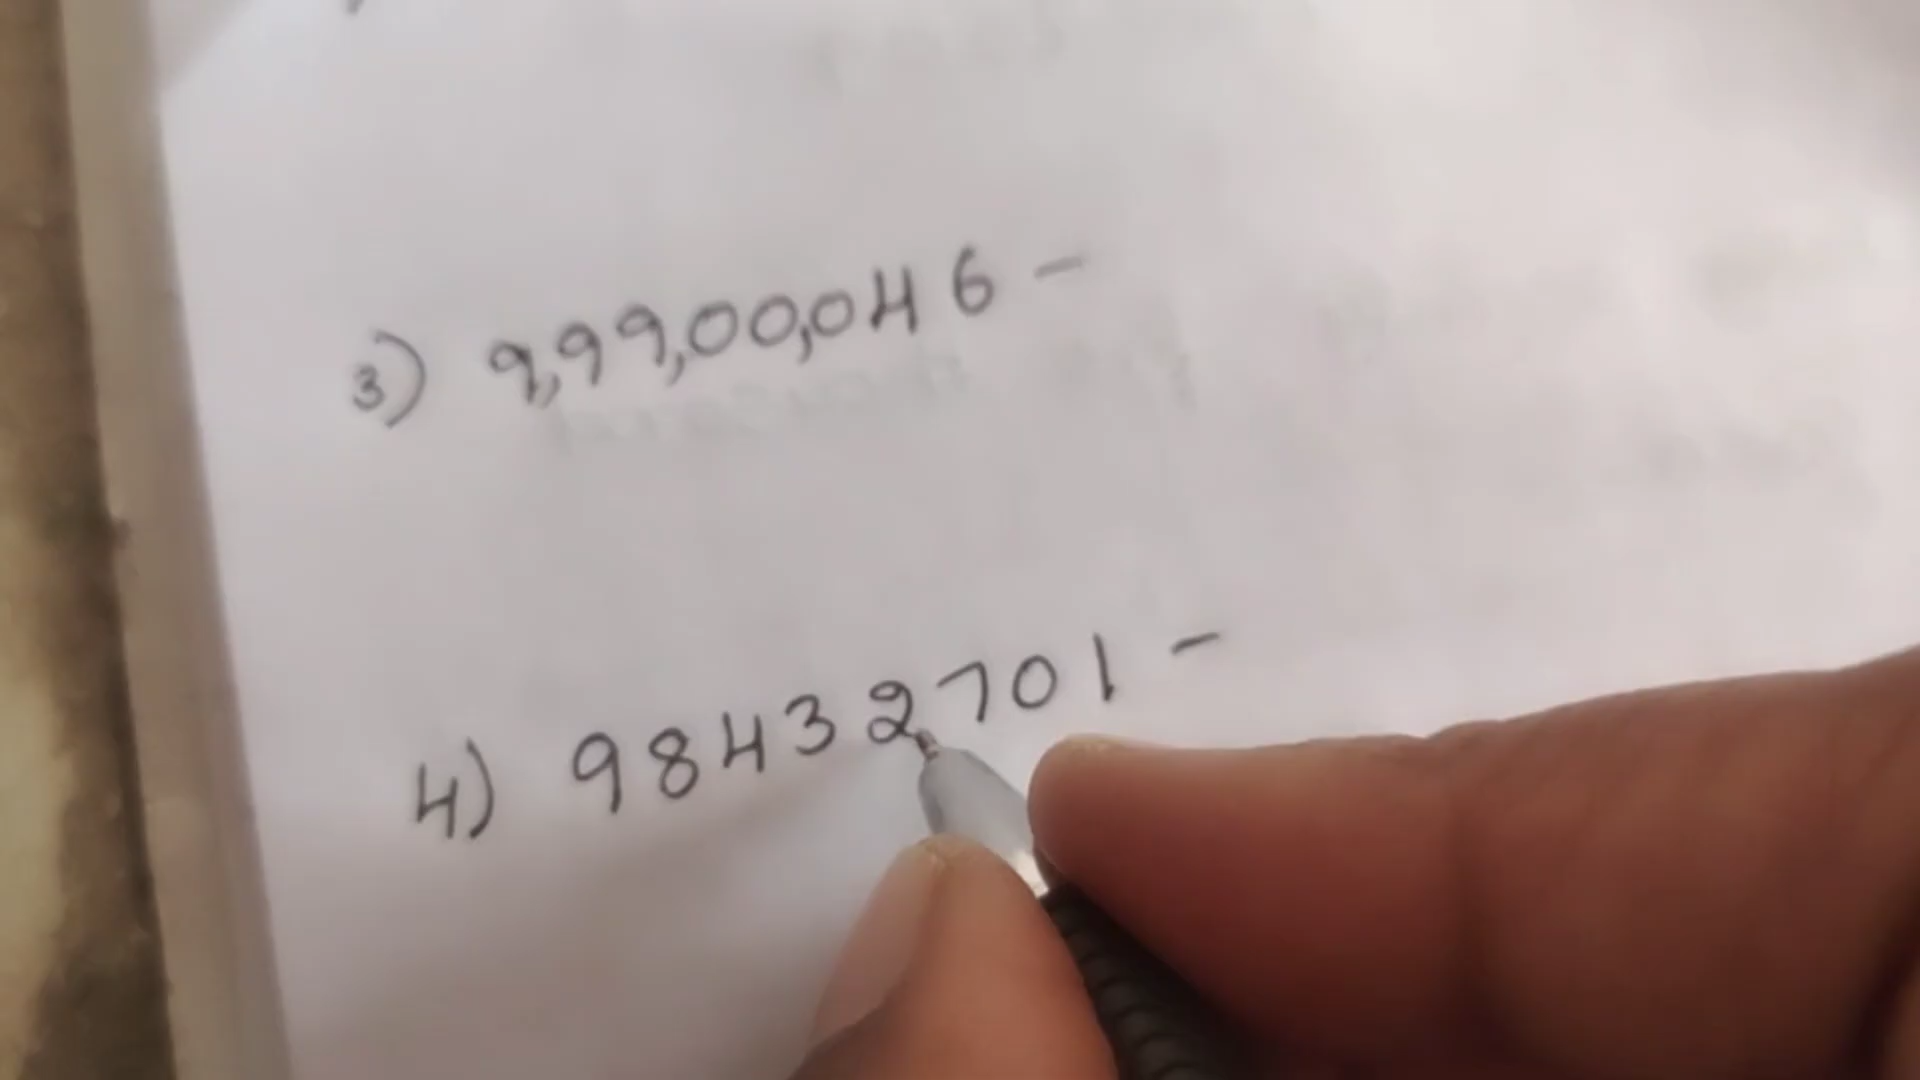 3) 9,99,00,046 -
4) 98432701 -